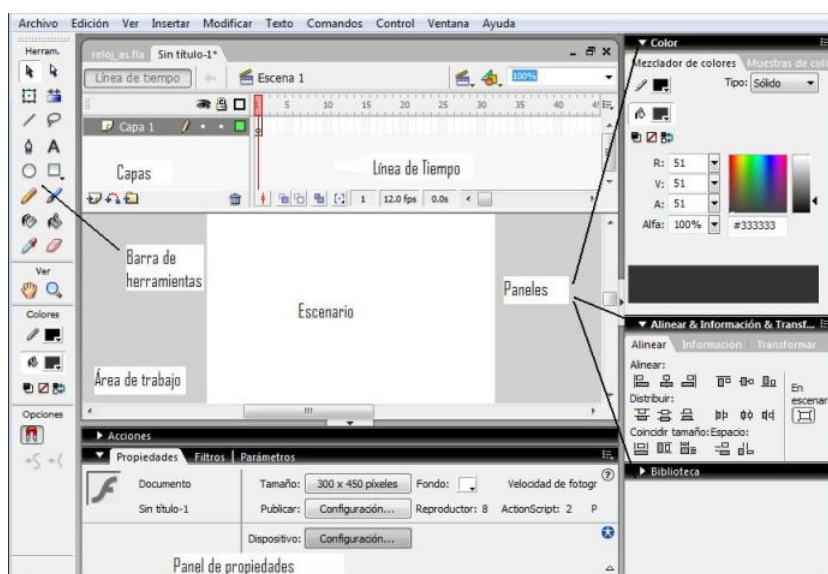 Archivo Edición Ver Insertar Modificar Texto Comandos Control Ventana Ayuda
Herram.
reloj_as.fla Sin título-1*
Línea de tiempo Escena 1 100%
1 5 10 15 20 25 30 35 40
Capa 1
Capas
Línea de Tiempo
1 12.0 fps 0.0s
Barra de
herramientas
Escenario
Paneles
Área de trabajo
Ver
Colores
Opciones
Color
Mezclador de colores Muestras de col
Tipo: Sólido
R: 51
V: 51
A: 51
Alfa: 100% #333333
Alinear & Información & Transf...
Alinear Información Transformar
Alinear:
Distribuir:
En
escenar
Coincidir tamaño: Espacio:
Biblioteca
Acciones
Propiedades Filtros Parámetros
Documento Tamaño: 300 x 450 píxeles Fondo: Velocidad de fotogr
Sin título-1 Publicar: Configuración... Reproductor: 8 ActionScript: 2 P
Dispositivo: Configuración...
Panel de propiedades